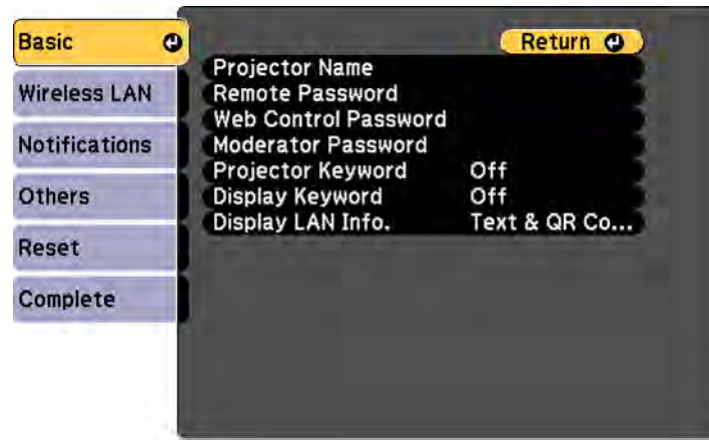 Basic
Wireless LAN
Notifications
Others
Reset
Complete
Return
Projector Name
Remote Password
Web Control Password
Moderator Password
Projector Keyword Off
Display Keyword Off
Display LAN Info. Text & QR Co...